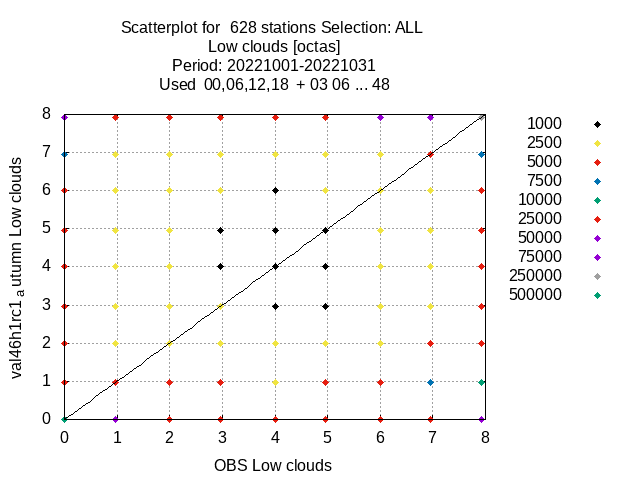 Scatterplot for  628 stations Selection: ALL
Low clouds [octas]
Period: 20221001-20221031
Used  00,06,12,18  + 03 06 ... 48
val46h1rc1 a utumn Low clouds
8
7
6
5
4
3
2
1
0
0 1 2 3 4 5 6 7 8
OBS Low clouds
1000
2500
5000
7500
10000
25000
50000
75000
250000
500000